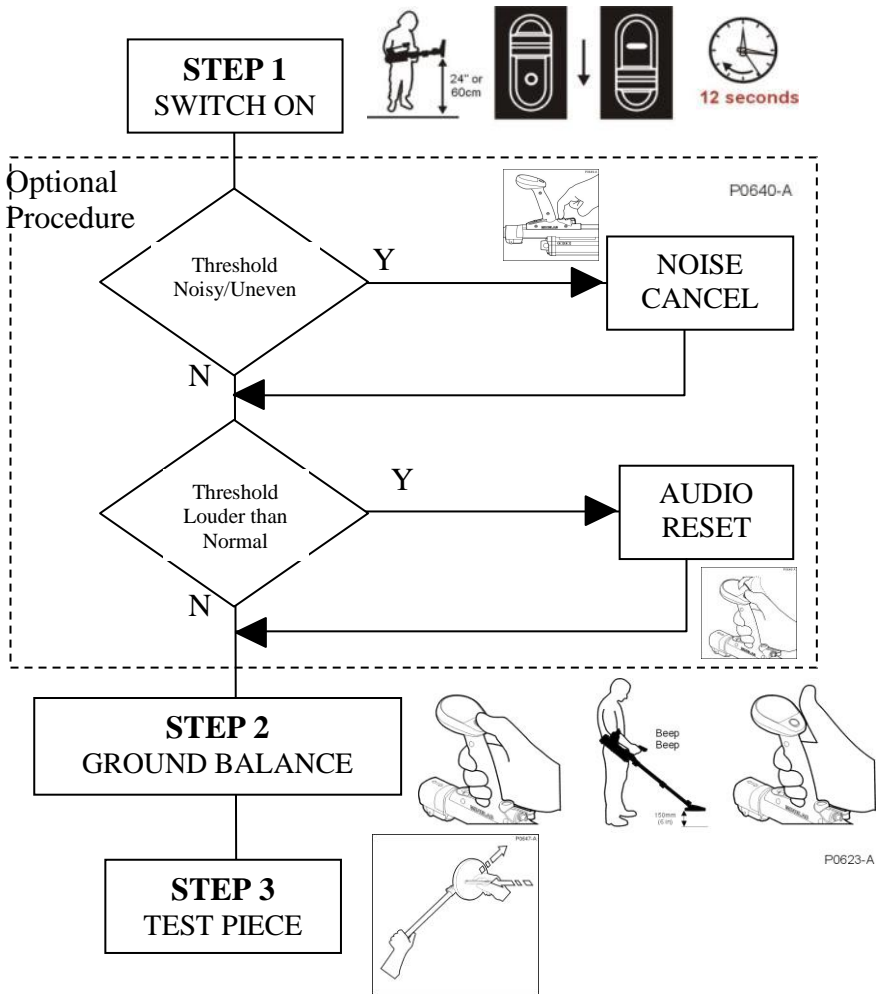 STEP 1
SWITCH ON
24" or
60cm
12 seconds
Optional
Procedure
P0640-A
Threshold
Noisy/Uneven
Y
NOISE
CANCEL
N
Threshold
Louder than
Normal
Y
AUDIO
RESET
N
STEP 2
GROUND BALANCE
Beep
Beep
150mm
(6 in)
P0623-A
P0647-A
STEP 3
TEST PIECE